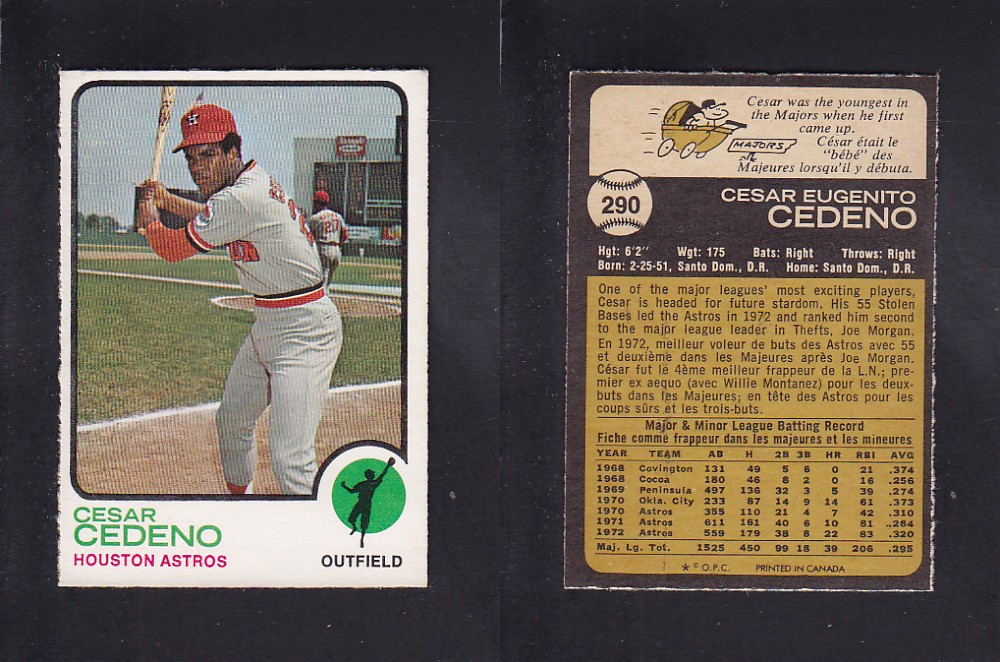 H
27
CESAR
CEDENO
HOUSTON ASTROS
OUTFIELD
Cesar was the youngest in
the Majors when he first
came up.
César était le
"bébé" des
Majeures lorsqu'il y débuta.
MAJORS
290
CESAR EUGENITO
CEDENO
Hgt: 6'2" Wgt: 175 Bats: Right Throws: Right
Born: 2-25-51, Santo Dom., D.R. Home: Santo Dom., D.R.
One of the major leagues' most exciting players,
Cesar is headed for future stardom. His 55 Stolen
Bases led the Astros in 1972 and ranked him second
to the major league leader in Thefts, Joe Morgan.
En 1972, meilleur voleur de buts des Astros avec 55
et deuxième dans les Majeures après Joe Morgan.
César fut le 4ème meilleur frappeur de la L.N.; pre-
mier ex aequo (avec Willie Montanez) pour les deux-
buts dans les Majeures; en tête des Astros pour les
coups sûrs et les trois-buts.
Major & Minor League Batting Record
Fiche comme frappeur dans les majeures et les mineures
YEAR TEAM AB H 2B 3B HR RBI AVG
1968 Covington 131 49 5 6 0 21 .374
1968 Cocoa 180 46 8 2 0 16 .256
1969 Peninsula 497 136 32 3 5 39 .274
1970 Okla. City 233 87 14 9 14 61 .373
1970 Astros 355 110 21 4 7 42 .310
1971 Astros 611 161 40 6 10 81 .264
1972 Astros 559 179 38 8 22 83 .320
Maj. Lg. Tot. 1525 450 99 18 39 206 .295
* © O.P.C. PRINTED IN CANADA